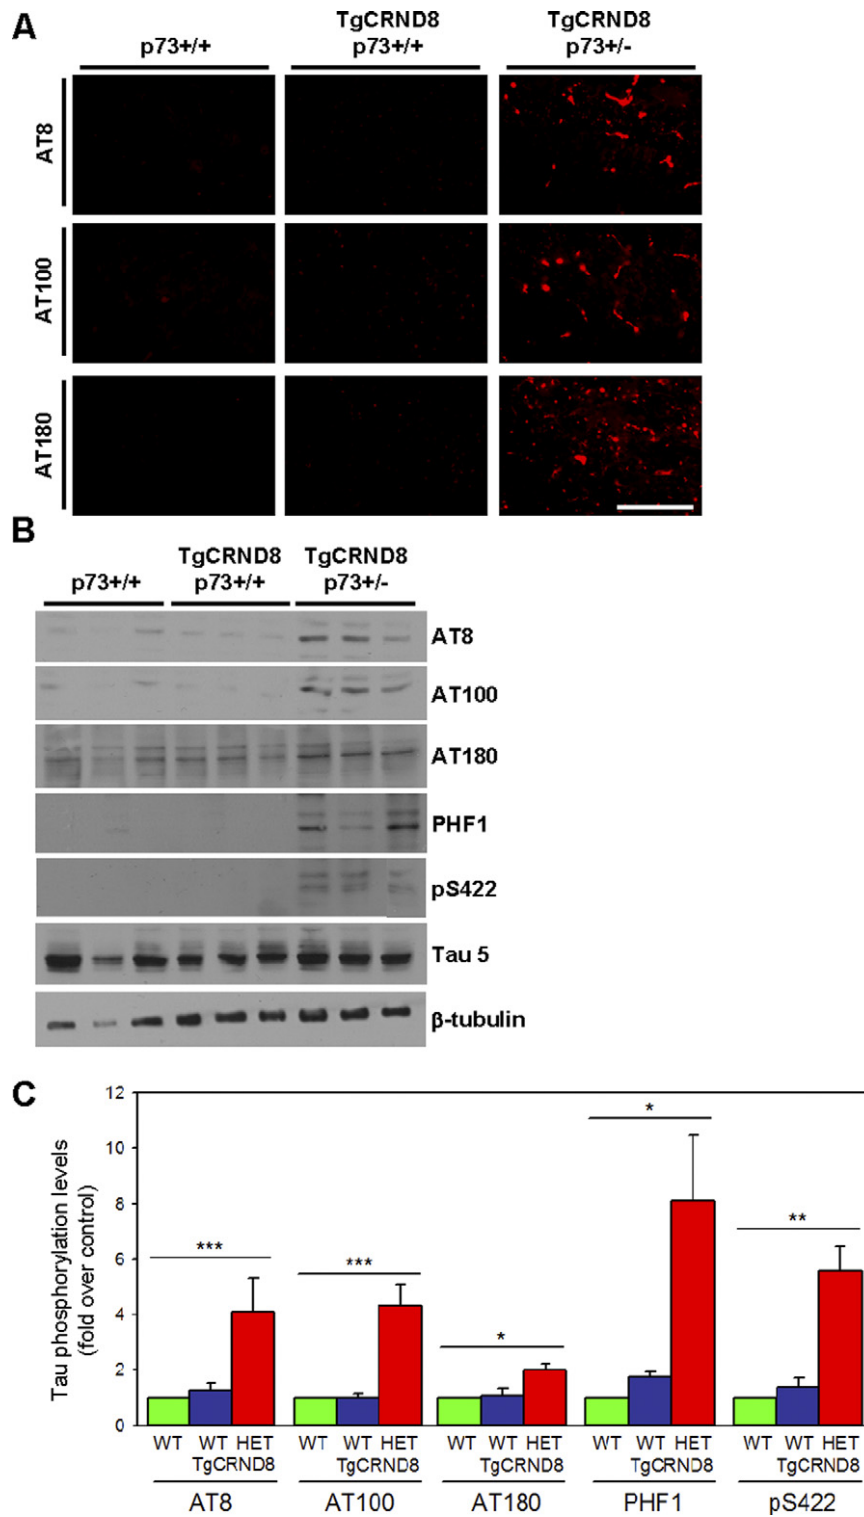 A
p73+/+
TgCRND8
p73+/+
TgCRND8
p73+/-
AT8
AT100
AT180
B
p73+/+
TgCRND8
p73+/+
TgCRND8
p73+/-
AT8
AT100
AT180
PHF1
pS422
Tau 5
β-tubulin
C
Tau phosphorylation levels
(fold over control)
12
10
8
6
4
2
0
***
***
*
*
**
WT WT HET
TgCRND8
AT8
WT WT HET
TgCRND8
AT100
WT WT HET
TgCRND8
AT180
WT WT HET
TgCRND8
PHF1
WT WT HET
TgCRND8
pS422